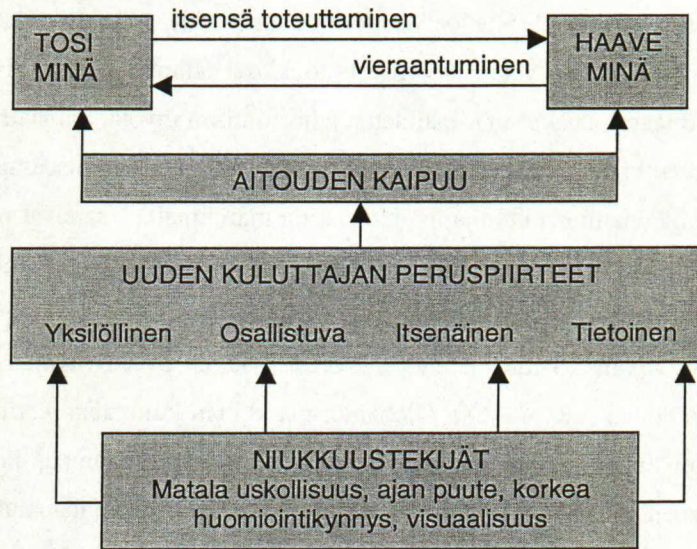 itsensä toteuttaminen
TOSI
MINÄ
HAAVE
MINÄ
vieraantuminen
AITOUDEN KAIPUU
UUDEN KULUTTAJAN PERUSPIIRTEET
Yksilöllinen Osallistuva Itsenäinen Tietoinen
NIUKKUUSTEKIJÄT
Matala uskollisuus, ajan puute, korkea
huomiointikynnys, visuaalisuus